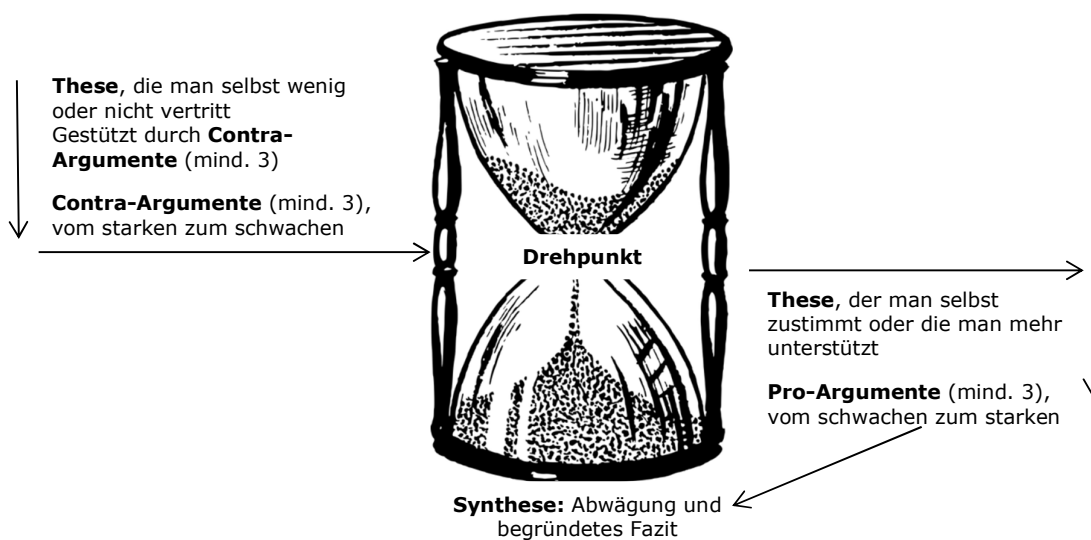 These, die man selbst wenig
oder nicht vertritt
Gestützt durch Contra-
Argumente (mind. 3)
Contra-Argumente (mind. 3),
vom starken zum schwachen
Drehpunkt
These, der man selbst
zustimmt oder die man mehr
unterstützt
Pro-Argumente (mind. 3),
vom schwachen zum starken
Synthese: Abwägung und
begründetes Fazit